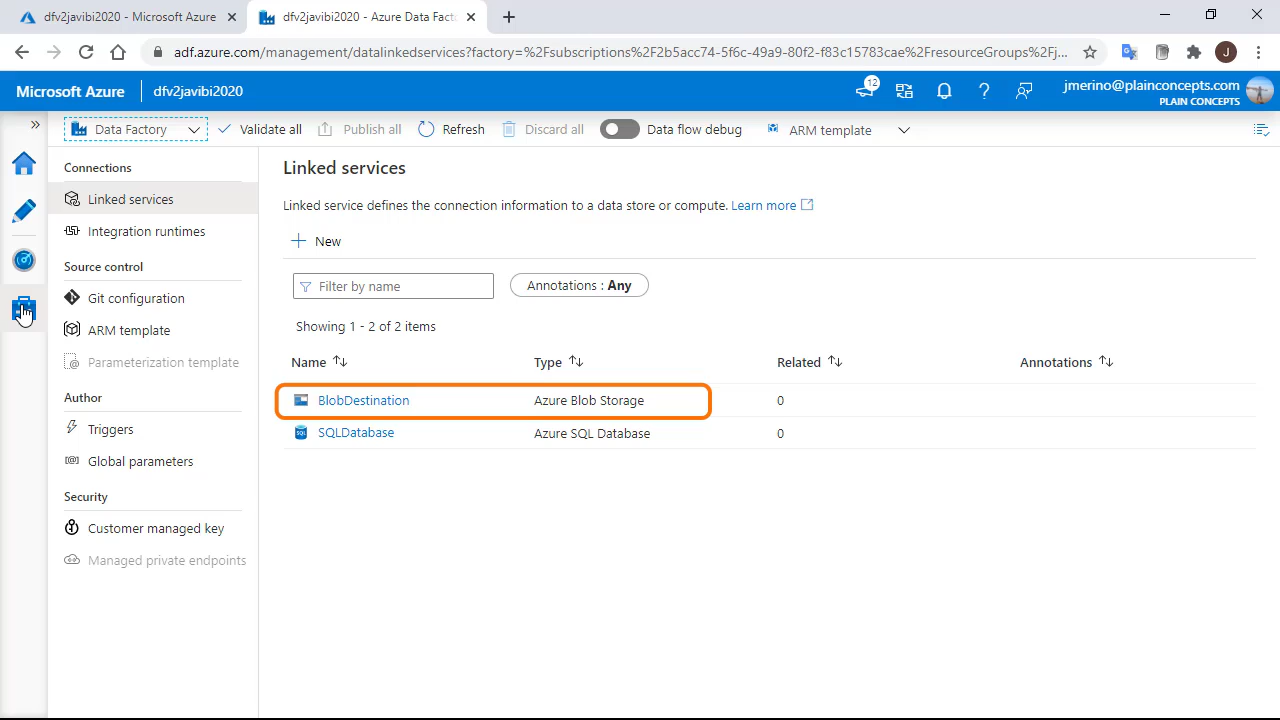 dfv2javibi2020 - Microsoft Azure
dfv2javibi2020 - Azure Data Facto
adf.azure.com/management/datalinkedservices?factory=%2Fsubscriptions%2F2b5acc74-5f6c-49a9-80f2-f83c15783cae%2FresourceGroups%2Fj...
J
Microsoft Azure
dfv2javibi2020
12
jmerino@plainconcepts.com
PLAIN CONCEPTS
Data Factory
Validate all
Publish all
Refresh
Discard all
Data flow debug
ARM template
Connections
Linked services
Integration runtimes
Source control
Git configuration
ARM template
Parameterization template
Author
Triggers
Global parameters
Security
Customer managed key
Managed private endpoints
Linked services
Linked service defines the connection information to a data store or compute. Learn more
New
Filter by name
Annotations : Any
Showing 1 - 2 of 2 items
Name Type Related Annotations
BlobDestination Azure Blob Storage 0
SQL SQLDatabase Azure SQL Database 0